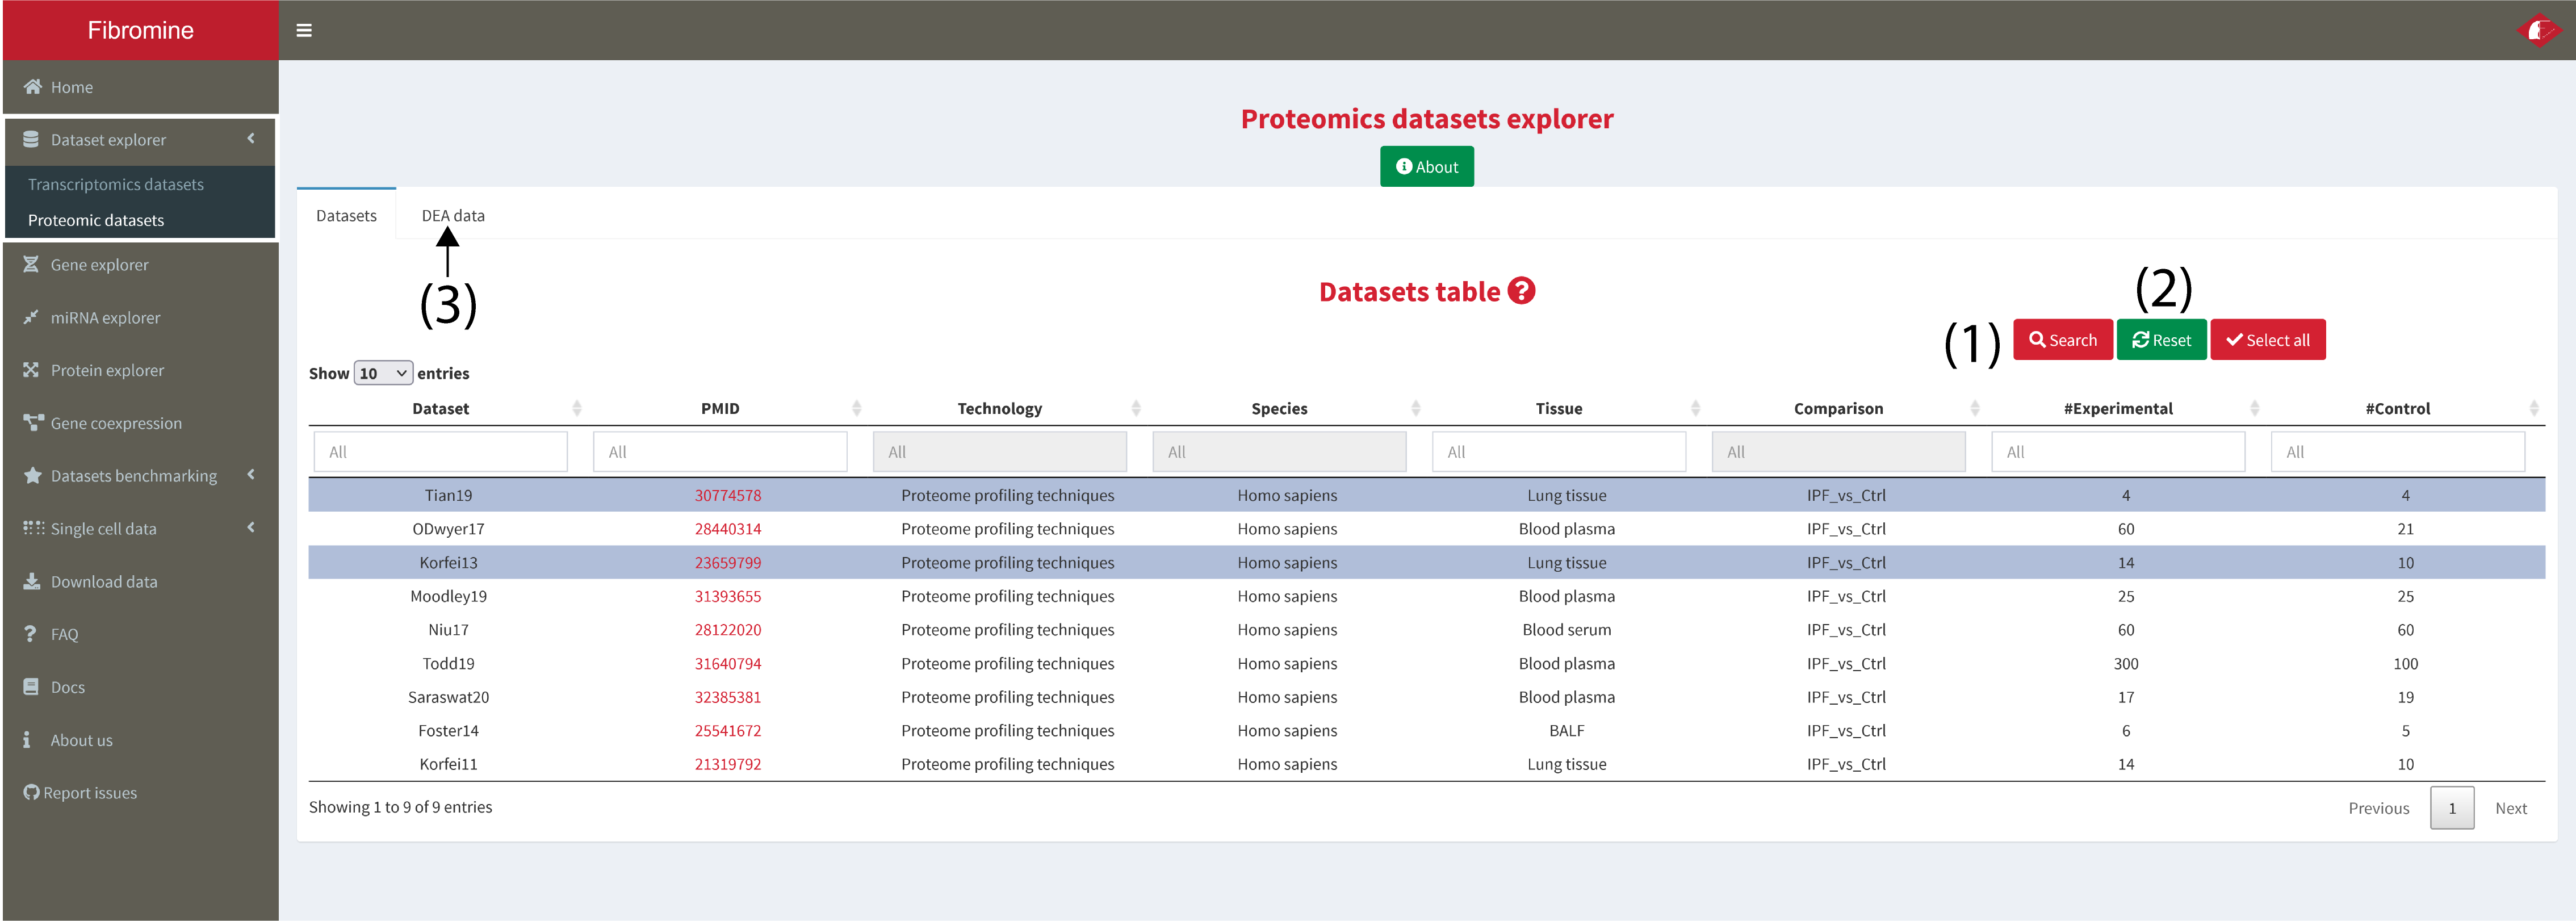 Fibromine
Home
Dataset explorer
Transcriptomics datasets
Proteomic datasets
Gene explorer
miRNA explorer
Protein explorer
Gene coexpression
Datasets benchmarking
Single cell data
Download data
FAQ
Docs
About us
Report issues
Proteomics datasets explorer
About
Datasets DEA data
(3)
Datasets table
(2)
(1) Search Reset Select all
Show 10 entries
Dataset PMID Technology Species Tissue Comparison #Experimental #Control
All All All All All All All All
Tian19 30774578 Proteome profiling techniques Homo sapiens Lung tissue IPF_vs_Ctrl 4 4
ODwyer17 28440314 Proteome profiling techniques Homo sapiens Blood plasma IPF_vs_Ctrl 60 21
Korfei13 23659799 Proteome profiling techniques Homo sapiens Lung tissue IPF_vs_Ctrl 14 10
Moodley19 31393655 Proteome profiling techniques Homo sapiens Blood plasma IPF_vs_Ctrl 25 25
Niu17 28122020 Proteome profiling techniques Homo sapiens Blood serum IPF_vs_Ctrl 60 60
Todd19 31640794 Proteome profiling techniques Homo sapiens Blood plasma IPF_vs_Ctrl 300 100
Saraswat20 32385381 Proteome profiling techniques Homo sapiens Blood plasma IPF_vs_Ctrl 17 19
Foster14 25541672 Proteome profiling techniques Homo sapiens BALF IPF_vs_Ctrl 6 5
Korfei11 21319792 Proteome profiling techniques Homo sapiens Lung tissue IPF_vs_Ctrl 14 10
Showing 1 to 9 of 9 entries
Previous 1 Next